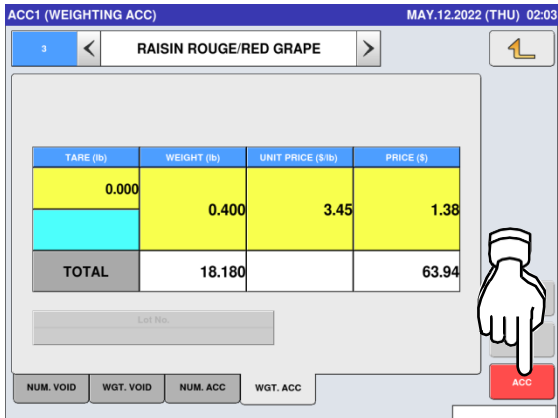 ACC1 (WEIGHTING ACC) MAY.12.2022 (THU) 02:03
3 < RAISIN ROUGE/RED GRAPE >
TARE (lb) WEIGHT (lb) UNIT PRICE ($/lb) PRICE ($)
0.000
0.400 3.45 1.38
TOTAL 18.180 63.94
Lot No.
NUM. VOID WGT. VOID NUM. ACC WGT. ACC ACC